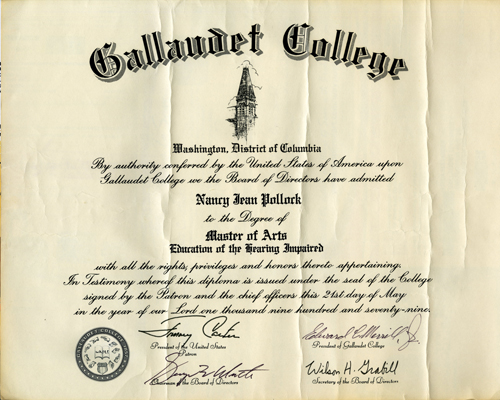 Gallaudet College
Washington, District of Columbia
By authority conferred by the United States of America upon
Gallaudet College we the Board of Directors have admitted
Nancy Jean Pollock
to the Degree of
Master of Arts
Education of the Hearing Impaired
with all the rights, privileges and honors thereto appertaining.
In Testimony whereof this diploma is issued under the seal of the College
signed by the Patron and the chief officers this 21st day of May
in the year of our Lord one thousand nine hundred and seventy-nine.
Jimmy Carter
President of the United States
Patron
Chairman of the Board of Directors
Edward C. Merrill, Jr.
President of Gallaudet College
Wilson H. Grabill
Secretary of the Board of Directors